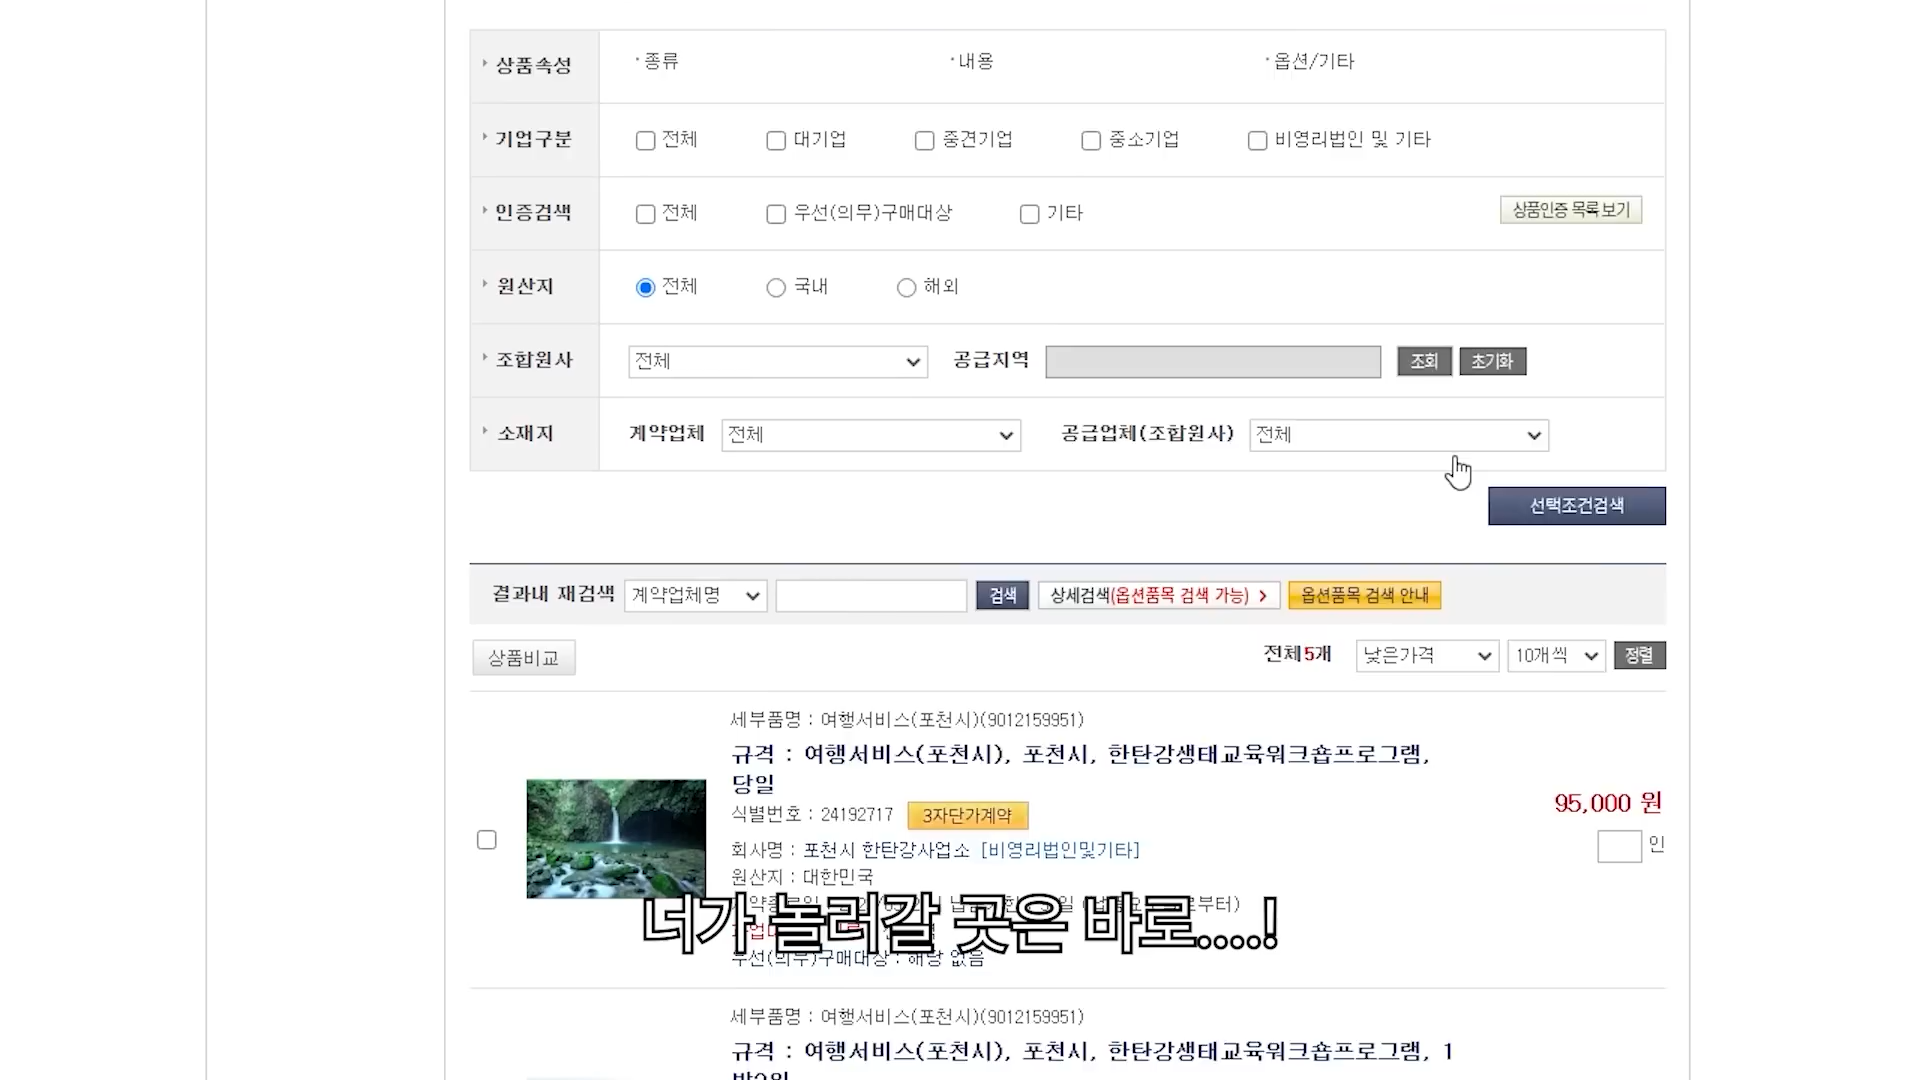 상품속성
종류
내용
옵션/기타
기업구분
전체
대기업
중견기업
중소기업
비영리법인 및 기타
인증검색
전체
우선(의무)구매대상
기타
상품인증 목록 보기
원산지
전체
국내
해외
조합원사
전체
공급지역
조회
초기화
소재지
계약업체
전체
공급업체(조합원사)
전체
선택조건검색
결과내 재검색
계약업체명
검색
상세검색(옵션품목 검색 가능)
옵션품목 검색 안내
상품비교
전체5개
낮은가격
10개씩
정렬
세부품명 : 여행서비스(포천시)(9012159951)
규격 : 여행서비스(포천시), 포천시, 한탄강생태교육워크숍프로그램,
당일
식별번호 : 24192717
3자단가계약
95,000 원
인
회사명 : 포천시 한탄강사업소 [비영리법인및기타]
원산지 : 대한민국
너가 놀러갈 곳은 바로....!
우선(의무)구매대상 : 해당 없음
세부품명 : 여행서비스(포천시)(9012159951)
규격 : 여행서비스(포천시), 포천시, 한탄강생태교육워크숍프로그램, 1